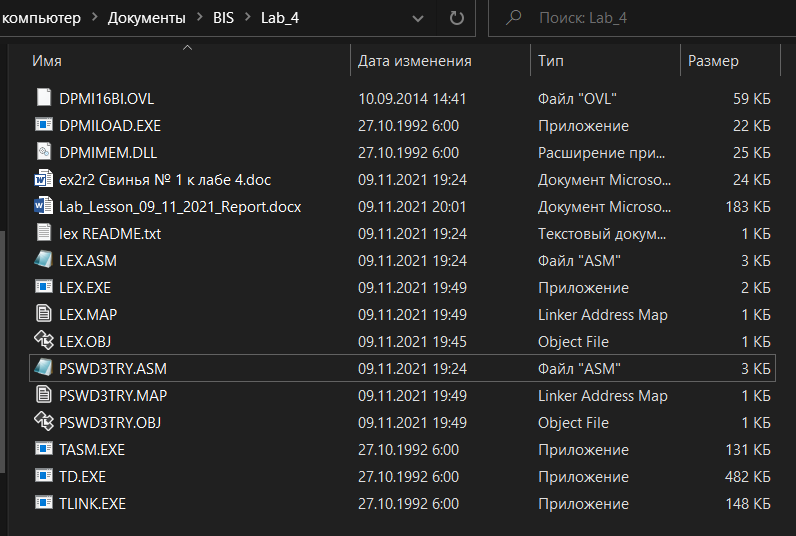 компьютер > Документы > BIS > Lab_4 Поиск: Lab_4
Имя Дата изменения Тип Размер
DPMI16BI.OVL 10.09.2014 14:41 Файл "OVL" 59 КБ
DPMILOAD.EXE 27.10.1992 6:00 Приложение 22 КБ
DPMIMEM.DLL 27.10.1992 6:00 Расширение при... 25 КБ
ex2r2 Свинья № 1 к лабе 4.doc 09.11.2021 19:24 Документ Microso... 24 КБ
Lab_Lesson_09_11_2021_Report.docx 09.11.2021 20:01 Документ Microso... 183 КБ
lex README.txt 09.11.2021 19:24 Текстовый докум... 1 КБ
LEX.ASM 09.11.2021 19:24 Файл "ASM" 3 КБ
LEX.EXE 09.11.2021 19:49 Приложение 2 КБ
LEX.MAP 09.11.2021 19:49 Linker Address Map 1 КБ
LEX.OBJ 09.11.2021 19:45 Object File 1 КБ
PSWD3TRY.ASM 09.11.2021 19:24 Файл "ASM" 3 КБ
PSWD3TRY.MAP 09.11.2021 19:49 Linker Address Map 1 КБ
PSWD3TRY.OBJ 09.11.2021 19:49 Object File 1 КБ
TASM.EXE 27.10.1992 6:00 Приложение 131 КБ
TD.EXE 27.10.1992 6:00 Приложение 482 КБ
TLINK.EXE 27.10.1992 6:00 Приложение 148 КБ